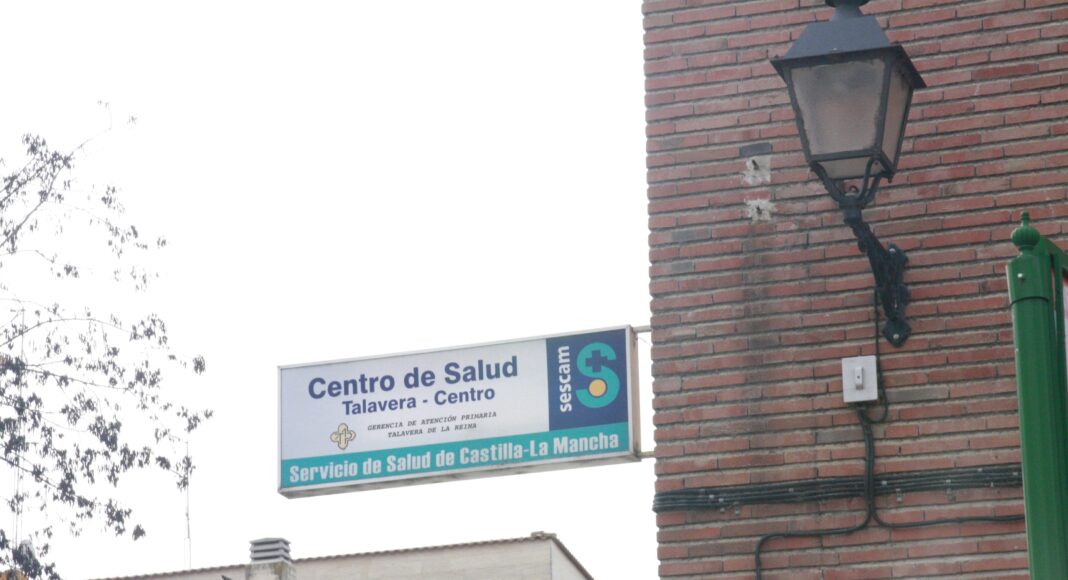 Centro de Salud
Talavera - Centro
GERENCIA DE ATENCIÓN PRIMARIA
TALAVERA DE LA REINA
Servicio de Salud de Castilla-La Mancha
sescam